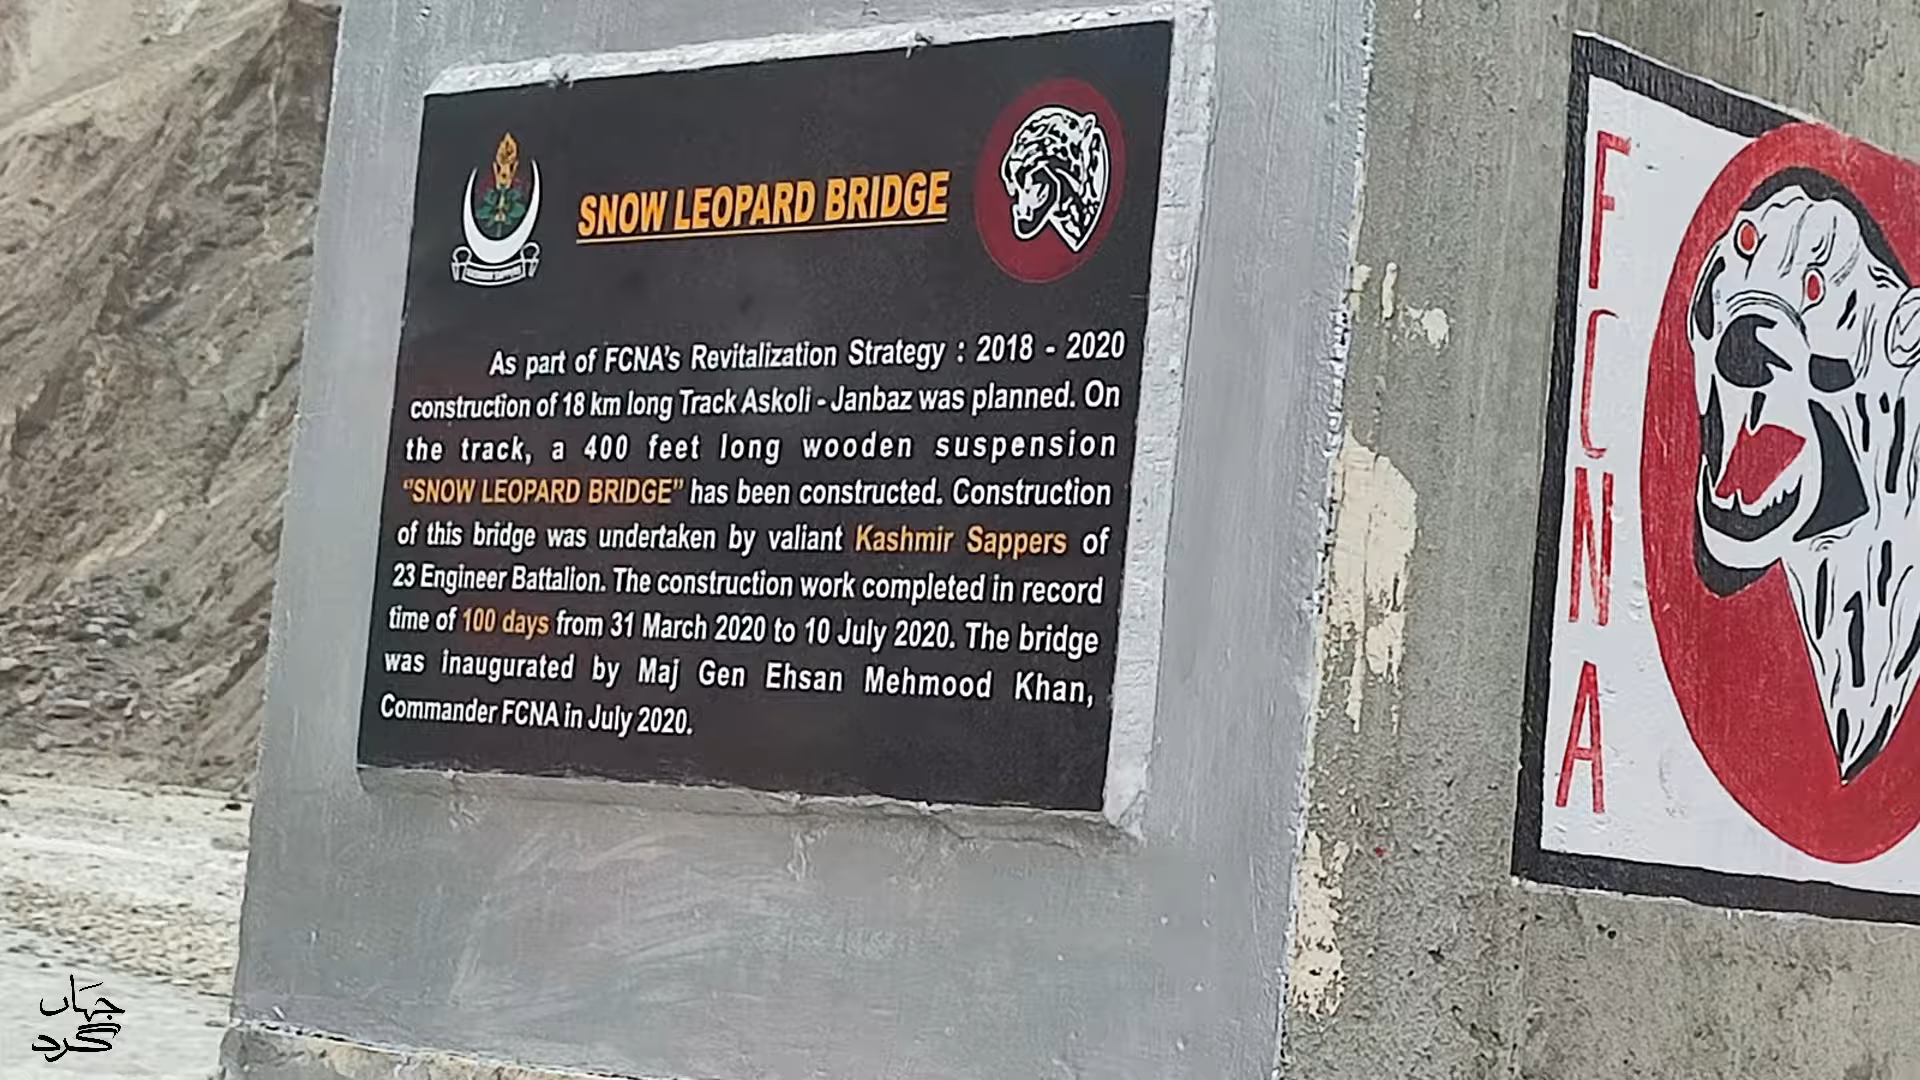 SNOW LEOPARD BRIDGE
As part of FCNA's Revitalization Strategy : 2018 - 2020
construction of 18 km long Track Askoli - Janbaz was planned. On
the track, a 400 feet long wooden suspension
"SNOW LEOPARD BRIDGE" has been constructed. Construction
of this bridge was undertaken by valiant Kashmir Sappers of
23 Engineer Battalion. The construction work completed in record
time of 100 days from 31 March 2020 to 10 July 2020. The bridge
was inaugurated by Maj Gen Ehsan Mehmood Khan,
Commander FCNA in July 2020.
FCNA
جہاں
گرد